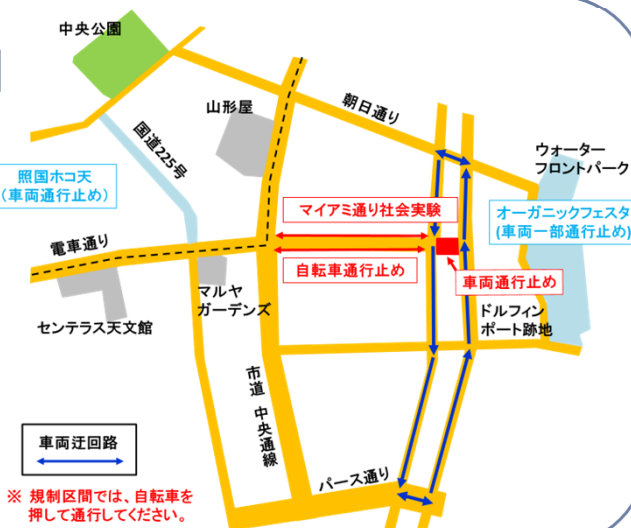 中央公園
山形屋
朝日通り
国道225号
ウォーター
フロントパーク
照国ホコ天
（車両通行止め）
マイアミ通り社会実験
オーガニックフェスタ
(車両一部通行止め)
電車通り
自転車通行止め
車両通行止め
マルヤ
ガーデンズ
ドルフィン
ポート跡地
センテラス天文館
市道 中央通線
車両迂回路
パース通り
※ 規制区間では、自転車を
押して通行してください。